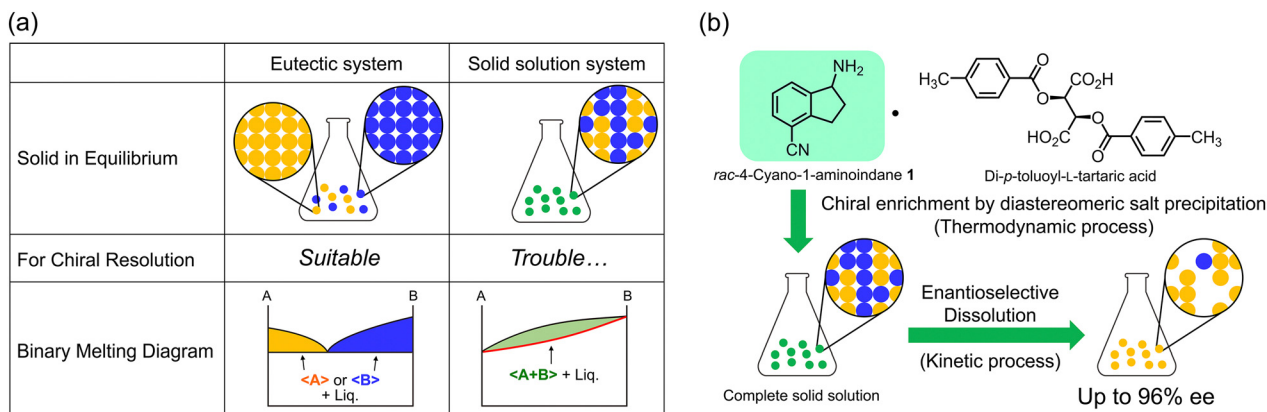 (a)
Eutectic system
Solid solution system
Solid in Equilibrium
For Chiral Resolution
Suitable
Trouble…
Binary Melting Diagram
A
B
<A> or <B>
+ Liq.
A
B
<A+B> + Liq.
(b)
NH₂
CN
rac-4-Cyano-1-aminoindane 1
•
H₃C
O
O
CO₂H
HO₂C
O
O
CH₃
Di-p-toluoyl-L-tartaric acid
Chiral enrichment by diastereomeric salt precipitation
(Thermodynamic process)
Complete solid solution
Enantioselective
Dissolution
(Kinetic process)
Up to 96% ee